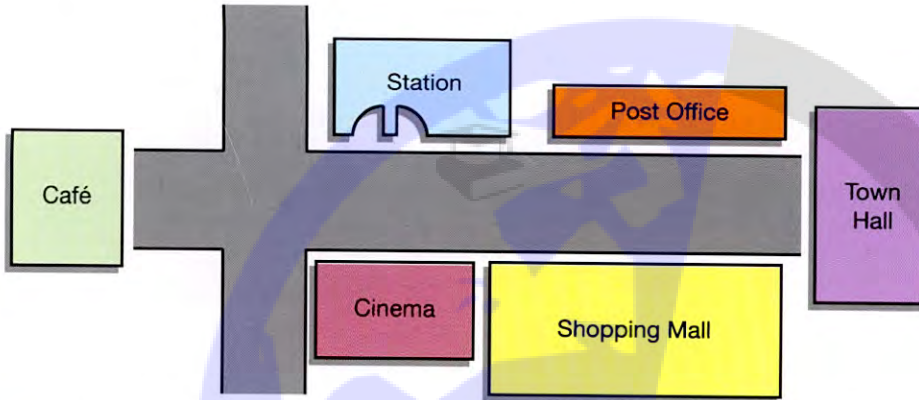 Station
Post Office
Café
Town
Hall
Cinema
Shopping Mall